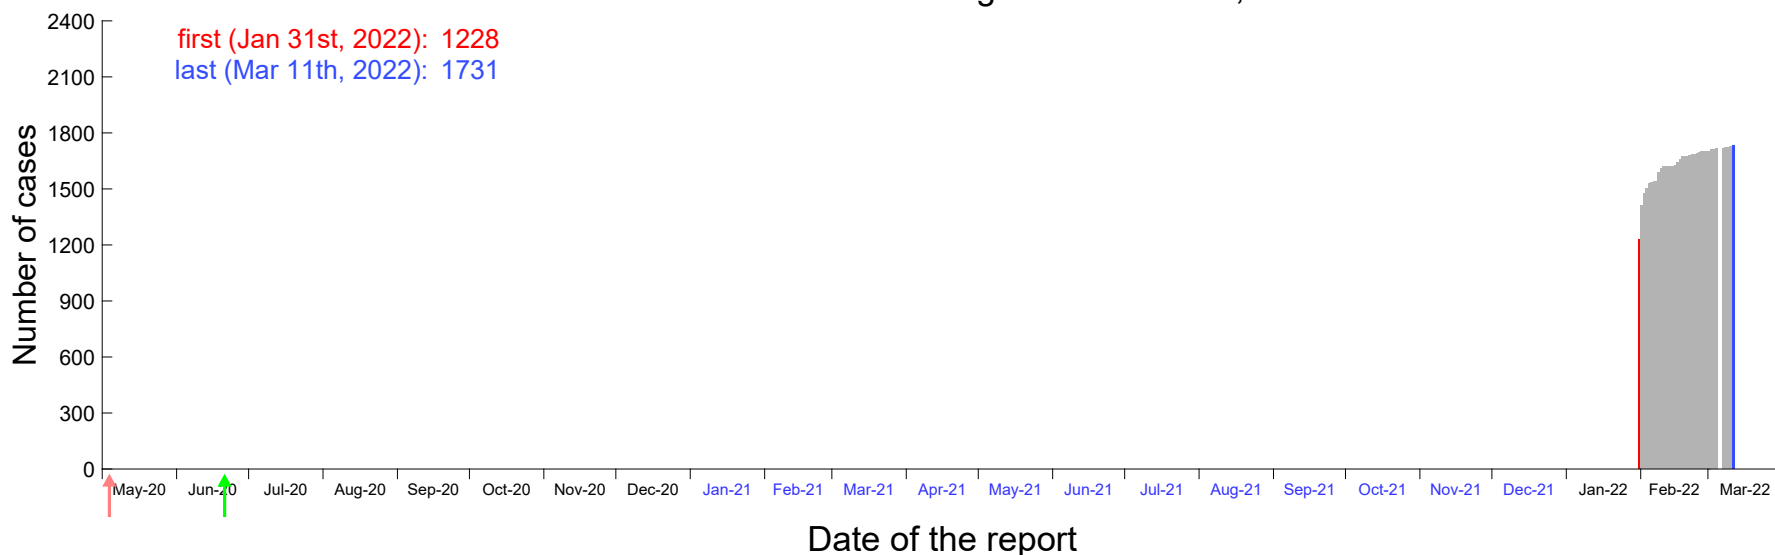 2400
first (Jan 31st, 2022): 1228
last (Mar 11th, 2022): 1731
2100
1800
1500
1200
900
600
300
0
Number of cases
May-20 Jun-20 Jul-20 Aug-20 Sep-20 Oct-20 Nov-20 Dec-20 Jan-21 Feb-21 Mar-21 Apr-21 May-21 Jun-21 Jul-21 Aug-21 Sep-21 Oct-21 Nov-21 Dec-21 Jan-22 Feb-22 Mar-22
Date of the report